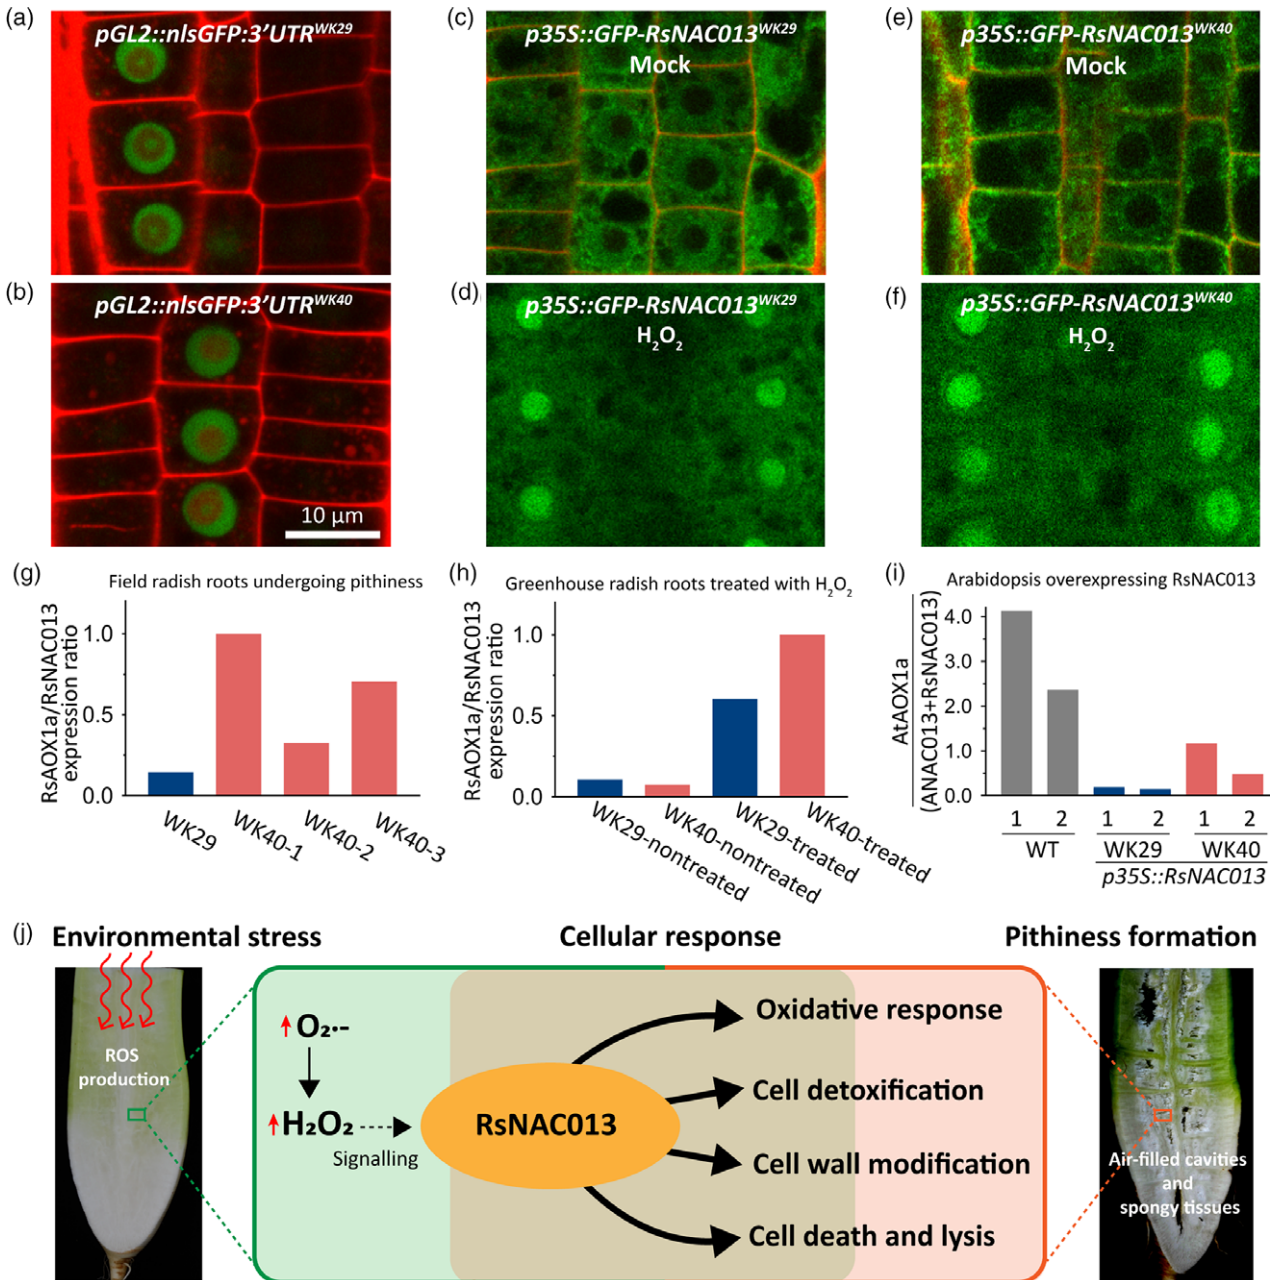 (a)
pGL2::nlsGFP:3'UTR^WK29
(b)
pGL2::nlsGFP:3'UTR^WK40
10 µm
(c)
p35S::GFP-RsNAC013^WK29
Mock
(d)
p35S::GFP-RsNAC013^WK29
H₂O₂
(e)
p35S::GFP-RsNAC013^WK40
Mock
(f)
p35S::GFP-RsNAC013^WK40
H₂O₂
(g)
Field radish roots undergoing pithiness
RsAOX1a/RsNAC013
expression ratio
1.0
0.5
0.0
WK29
WK40-1
WK40-2
WK40-3
(h)
Greenhouse radish roots treated with H₂O₂
RsAOX1a/RsNAC013
expression ratio
1.0
0.5
0.0
WK29-nontreated
WK40-nontreated
WK29-treated
WK40-treated
(i)
Arabidopsis overexpressing RsNAC013
AtAOX1a
(ANAC013+RsNAC013)
4.0
3.0
2.0
1.0
0.0
1 2 1 2 1 2
WT WK29 WK40
p35S::RsNAC013
(j)
Environmental stress
Cellular response
Pithiness formation
ROS
production
O₂·-
H₂O₂
Signalling
RsNAC013
Oxidative response
Cell detoxification
Cell wall modification
Cell death and lysis
Air-filled cavities
and
spongy tissues